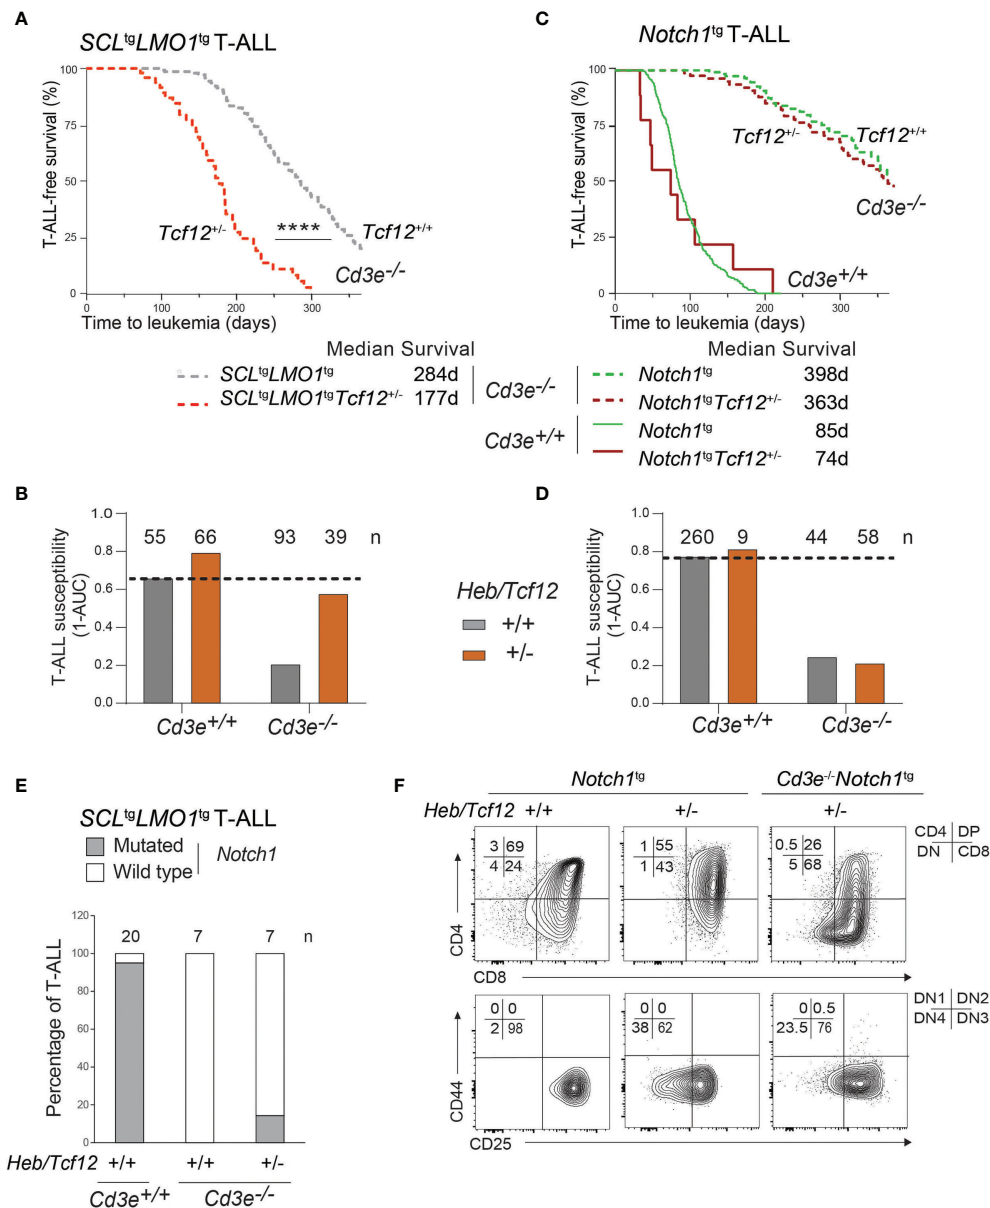 A
SCLtgLMO1tg T-ALL
T-ALL-free survival (%)
100
75
50
25
0
Tcf12+/-
****
Tcf12+/+
Cd3e-/-
0 100 200 300
Time to leukemia (days)
Median Survival
SCLtgLMO1tg 284d
SCLtgLMO1tgTcf12+/- 177d
Cd3e-/-
Cd3e+/+
C
Notch1tg T-ALL
T-ALL-free survival (%)
100
75
50
25
0
Tcf12+/-
Tcf12+/+
Cd3e-/-
Cd3e+/+
0 100 200 300
Time to leukemia (days)
Median Survival
Notch1tg 398d
Notch1tgTcf12+/- 363d
Notch1tg 85d
Notch1tgTcf12+/- 74d
B
T-ALL susceptibility
(1-AUC)
1.0
0.8
0.6
0.4
0.2
0.0
55 66 93 39 n
Cd3e+/+ Cd3e-/-
Heb/Tcf12
+/+
+/-
D
T-ALL susceptibility
(1-AUC)
1.0
0.8
0.6
0.4
0.2
0.0
260 9 44 58 n
Cd3e+/+ Cd3e-/-
E
SCLtgLMO1tg T-ALL
Mutated
Wild type
Notch1
Percentage of T-ALL
100
80
60
40
20
0
20 7 7 n
Heb/Tcf12 +/+ +/+ +/-
Cd3e+/+ Cd3e-/-
F
Notch1tg Cd3e-/-Notch1tg
Heb/Tcf12 +/+ +/- +/-
3 69
4 24
1 55
1 43
0.5 26
5 68
CD4 DP
DN CD8
CD4
CD8
0 0
2 98
0 0
38 62
0 0.5
23.5 76
DN1 DN2
DN4 DN3
CD44
CD25